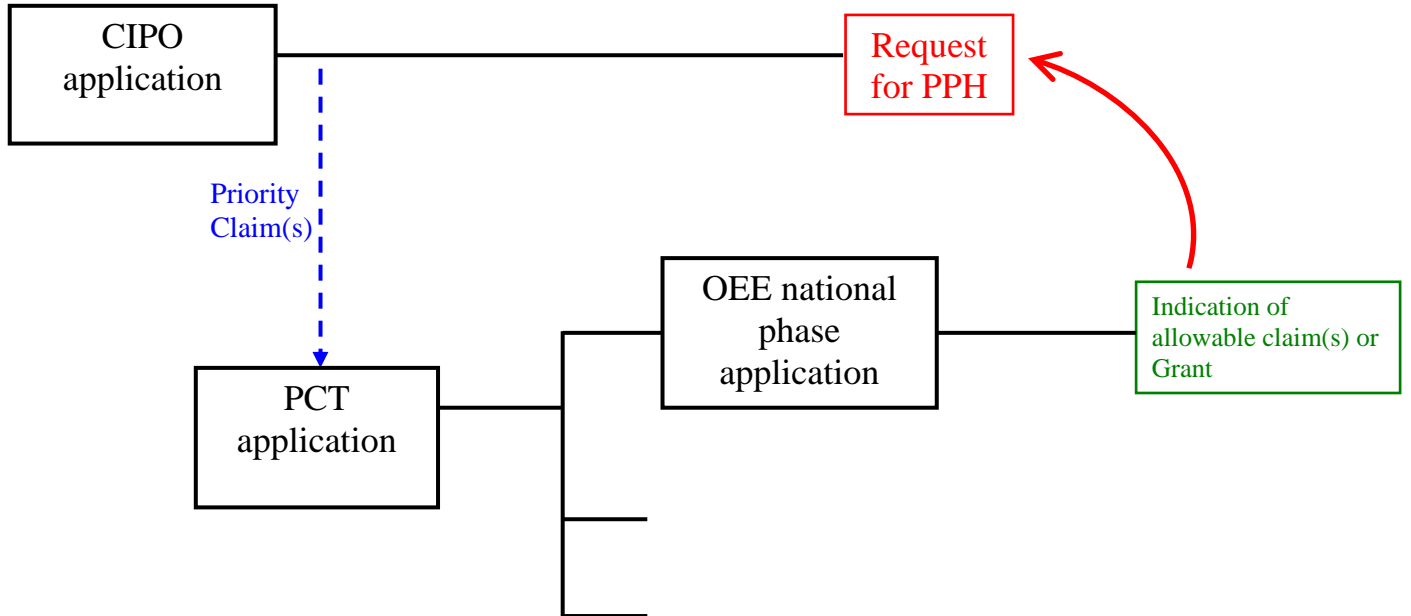 CIPO
application
Request
for PPH
Priority
Claim(s)
OEE national
phase
application
Indication of
allowable claim(s) or
Grant
PCT
application